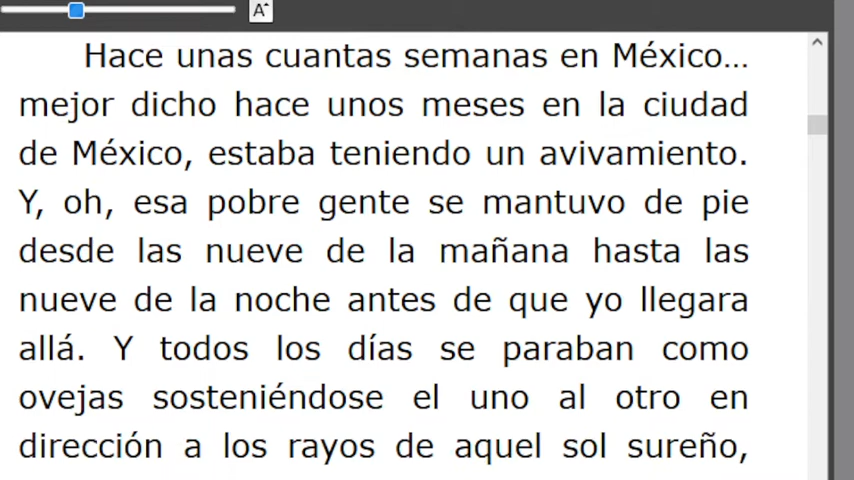 A^
Hace unas cuantas semanas en México…
mejor dicho hace unos meses en la ciudad
de México, estaba teniendo un avivamiento.
Y, oh, esa pobre gente se mantuvo de pie
desde las nueve de la mañana hasta las
nueve de la noche antes de que yo llegara
allá. Y todos los días se paraban como
ovejas sosteniéndose el uno al otro en
dirección a los rayos de aquel sol sureño,